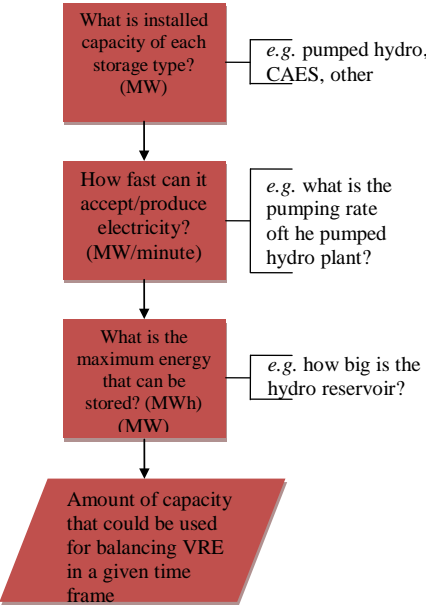 What is installed
capacity of each
storage type?
(MW)
e.g. pumped hydro,
CAES, other
How fast can it
accept/produce
electricity?
(MW/minute)
e.g. what is the
pumping rate
oft he pumped
hydro plant?
What is the
maximum energy
that can be
stored? (MWh)
(MW)
e.g. how big is the
hydro reservoir?
Amount of capacity
that could be used
for balancing VRE
in a given time
frame